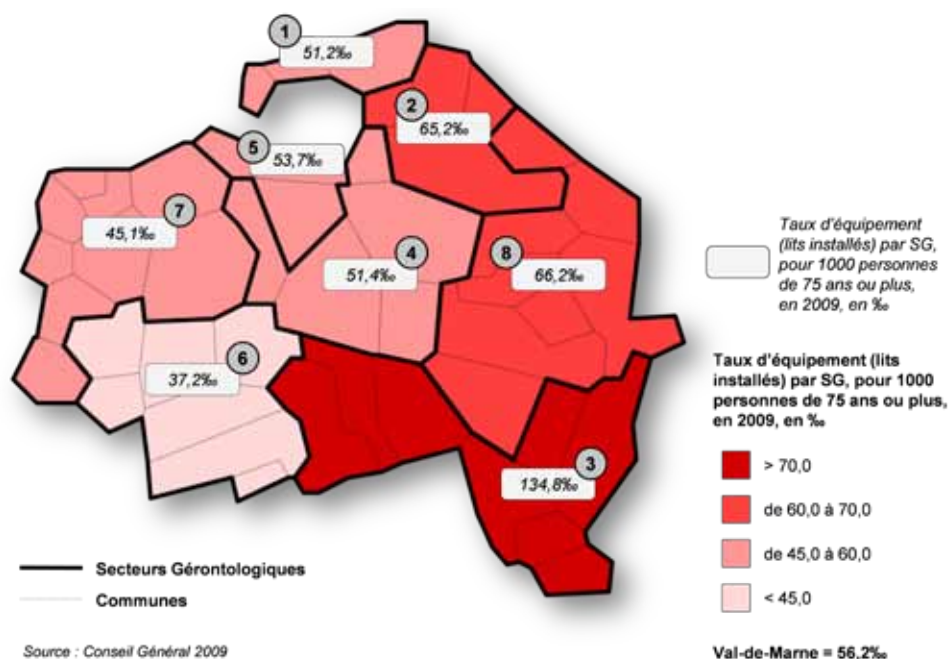 1
51,2‰
2
65,2‰
5
53,7‰
7
45,1‰
4
51,4‰
8
66,2‰
6
37,2‰
3
134,8‰
Taux d'équipement
(lits installés) par SG,
pour 1000 personnes
de 75 ans ou plus,
en 2009, en ‰
Taux d'équipement (lits
installés) par SG, pour 1000
personnes de 75 ans ou plus,
en 2009, en ‰
> 70,0
de 60,0 à 70,0
de 45,0 à 60,0
< 45,0
Val-de-Marne = 56,2‰
Secteurs Gérontologiques
Communes
Source : Conseil Général 2009